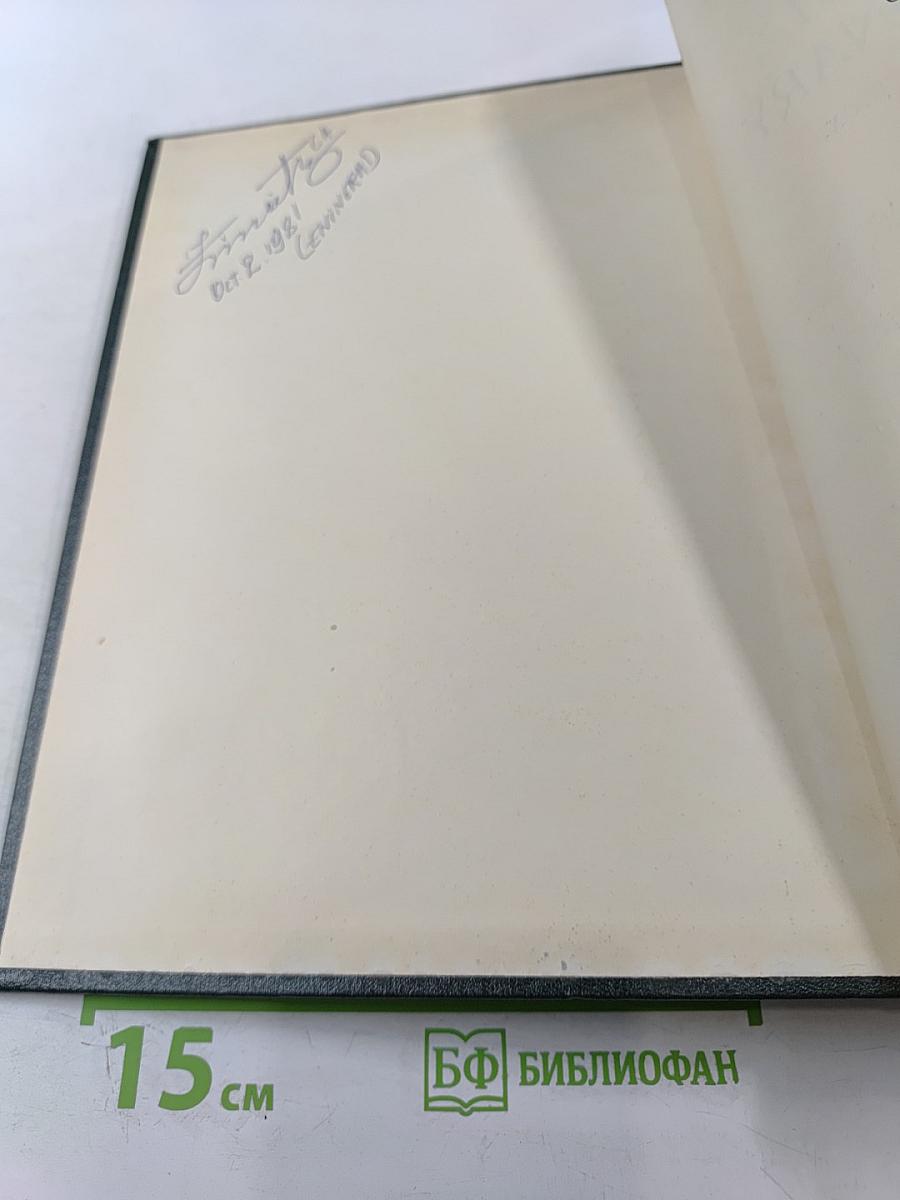 Oct. 2. 1981
LENINGRAD
15 см
БФ БИБЛИОФАН